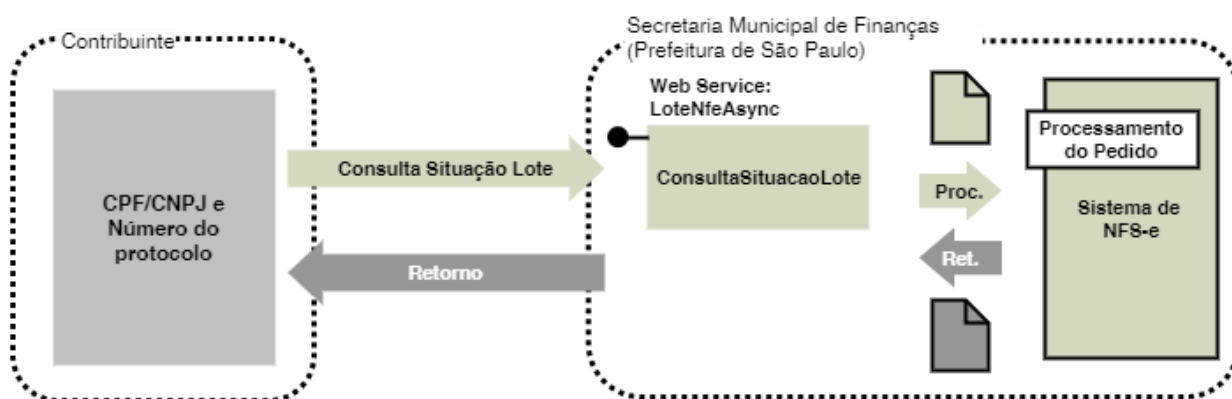 Contribuinte
Secretaria Municipal de Finanças
(Prefeitura de São Paulo)
Web Service:
LoteNfeAsync
Processamento
do Pedido
Consulta Situação Lote
ConsultaSituacaoLote
CPF/CNPJ e
Número do
protocolo
Proc.
Sistema de
NFS-e
Retorno
Ret.